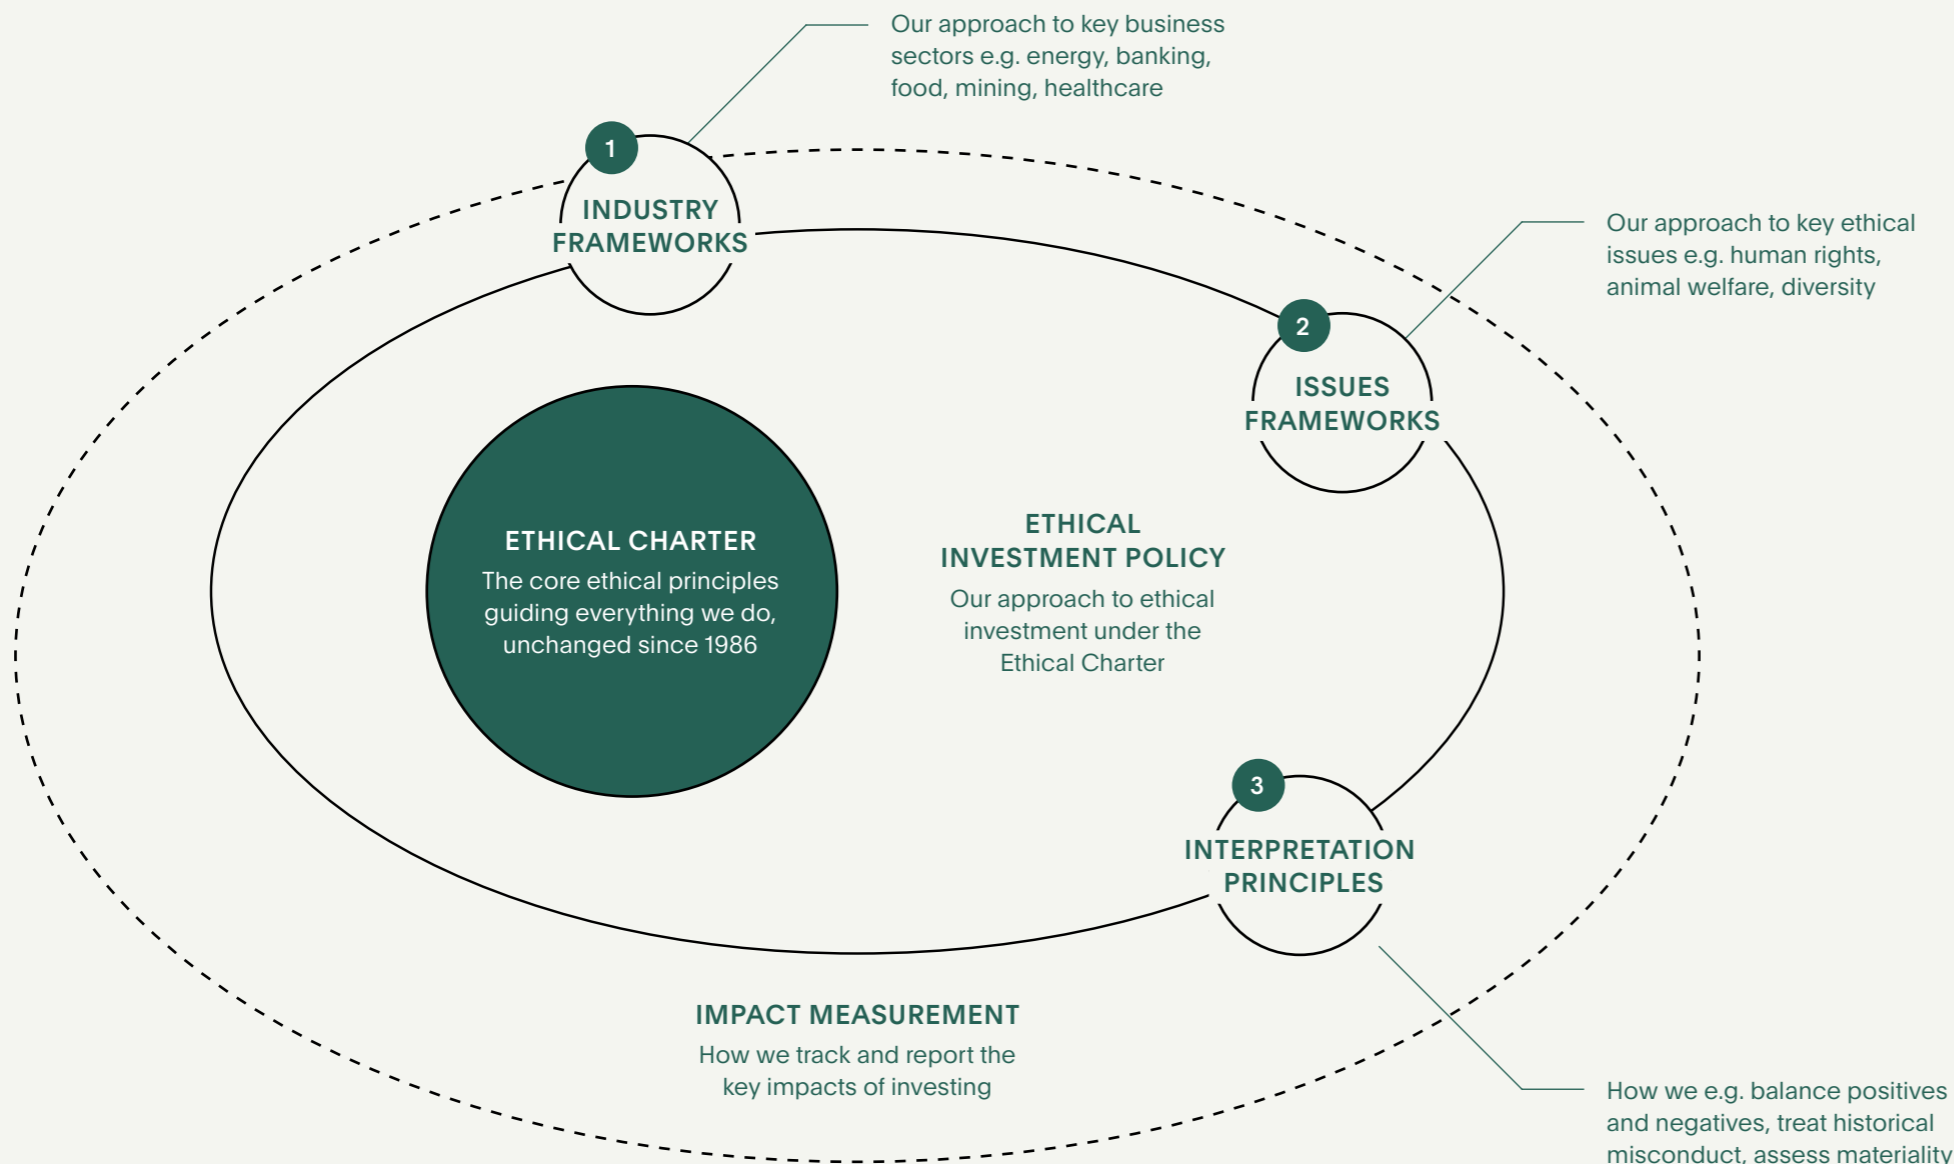 Our approach to key business
sectors e.g. energy, banking,
food, mining, healthcare
1
INDUSTRY
FRAMEWORKS
Our approach to key ethical
issues e.g. human rights,
animal welfare, diversity
2
ISSUES
FRAMEWORKS
ETHICAL CHARTER
The core ethical principles
guiding everything we do,
unchanged since 1986
ETHICAL
INVESTMENT POLICY
Our approach to ethical
investment under the
Ethical Charter
3
INTERPRETATION
PRINCIPLES
IMPACT MEASUREMENT
How we track and report the
key impacts of investing
How we e.g. balance positives
and negatives, treat historical
misconduct, assess materiality